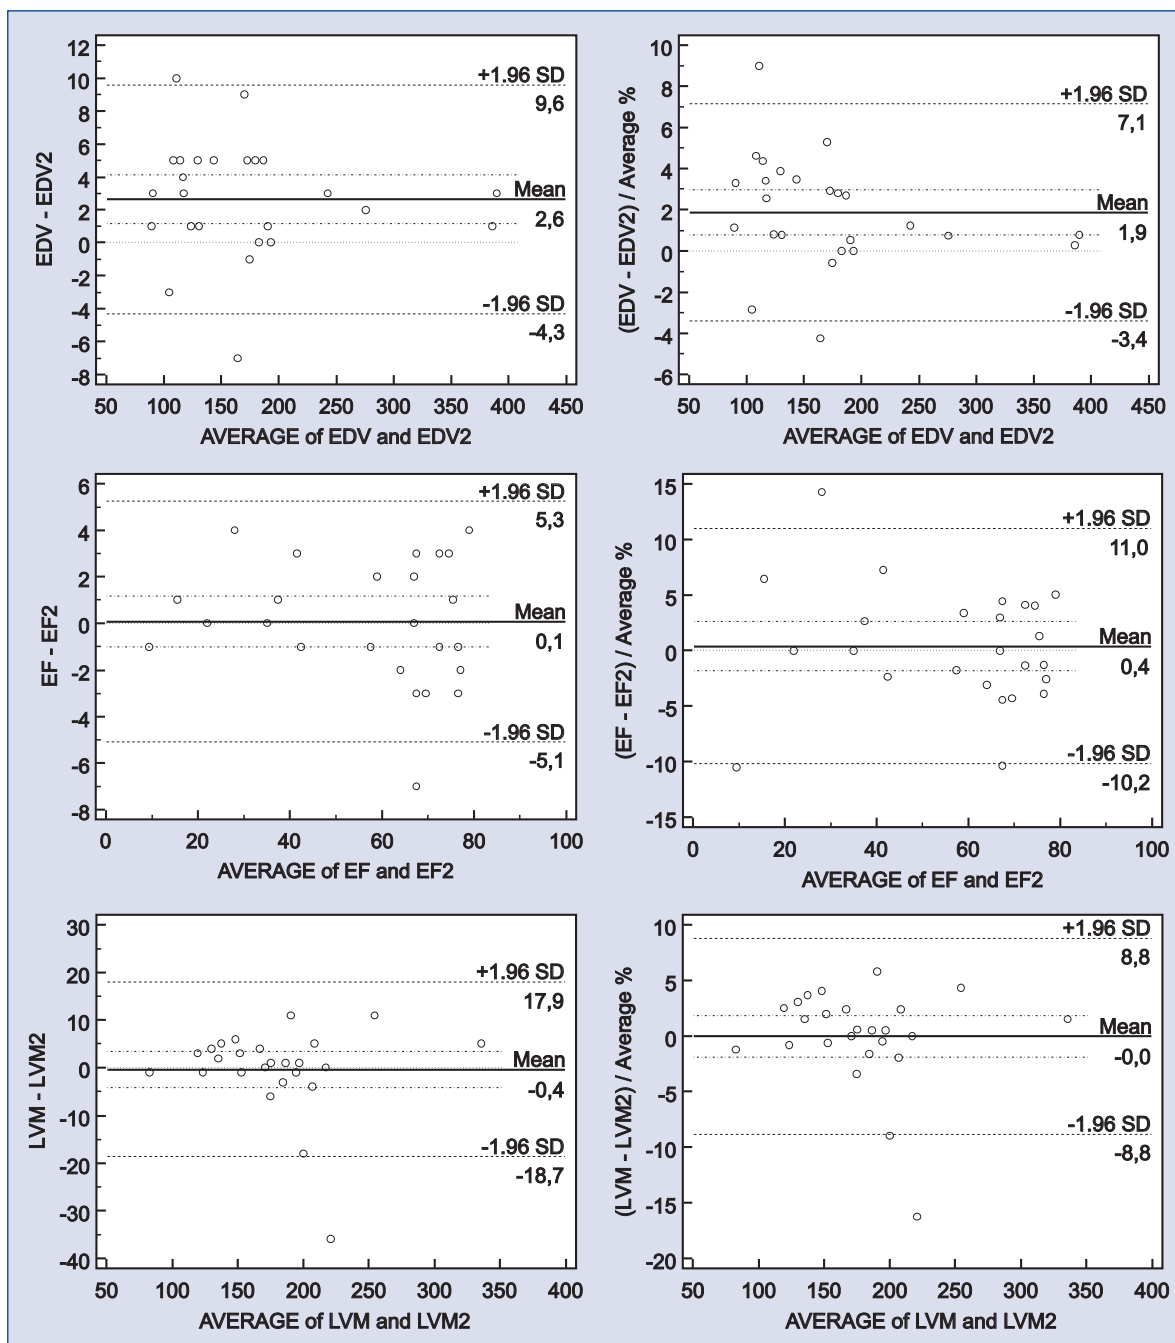 EDV - EDV2
12
10
8
6
4
2
0
-2
-4
-6
-8
+1.96 SD
9,6
Mean
2,6
-1.96 SD
-4,3
50 100 150 200 250 300 350 400 450
AVERAGE of EDV and EDV2
(EDV - EDV2) / Average %
10
8
6
4
2
0
-2
-4
-6
+1.96 SD
7,1
Mean
1,9
-1.96 SD
-3,4
50 100 150 200 250 300 350 400 450
AVERAGE of EDV and EDV2
EF - EF2
6
4
2
0
-2
-4
-6
-8
+1.96 SD
5,3
Mean
0,1
-1.96 SD
-5,1
0 20 40 60 80 100
AVERAGE of EF and EF2
(EF - EF2) / Average %
15
10
5
0
-5
-10
-15
+1.96 SD
11,0
Mean
0,4
-1.96 SD
-10,2
0 20 40 60 80 100
AVERAGE of EF and EF2
LVM - LVM2
30
20
10
0
-10
-20
-30
-40
+1.96 SD
17,9
Mean
-0,4
-1.96 SD
-18,7
50 100 150 200 250 300 350 400
AVERAGE of LVM and LVM2
(LVM - LVM2) / Average %
10
5
0
-5
-10
-15
-20
+1.96 SD
8,8
Mean
-0,0
-1.96 SD
-8,8
50 100 150 200 250 300 350 400
AVERAGE of LVM and LVM2